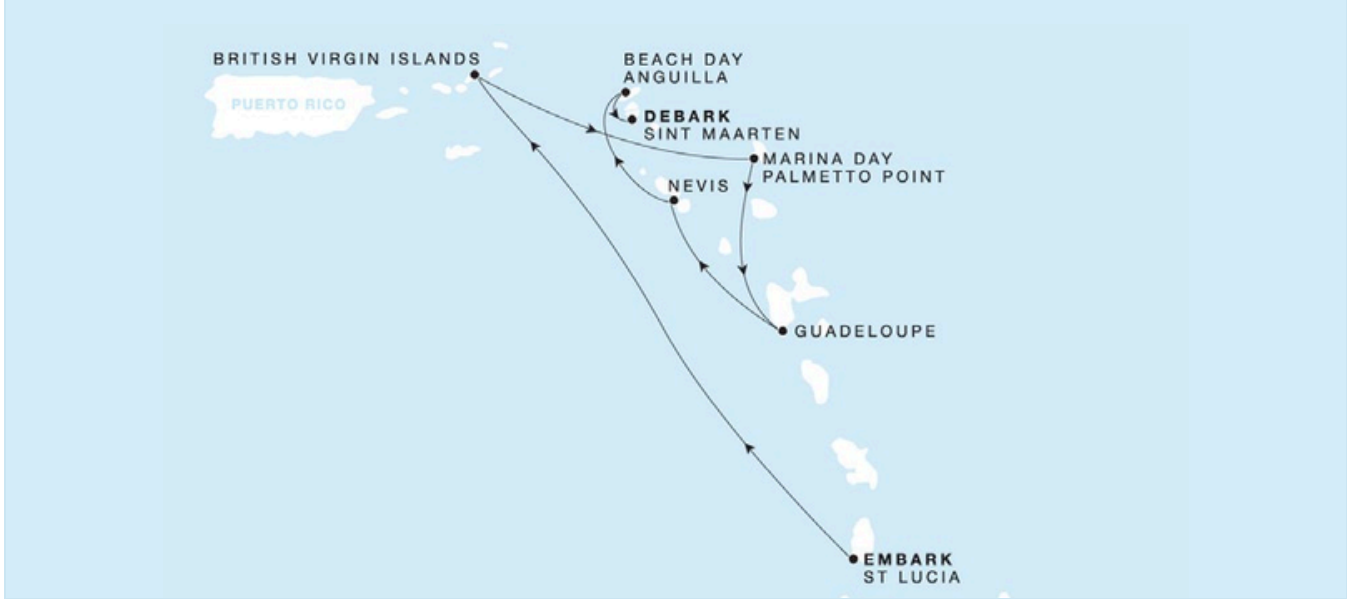 BRITISH VIRGIN ISLANDS
PUERTO RICO
BEACH DAY
ANGUILLA
DEBARK
SINT MAARTEN
MARINA DAY
PALMETTO POINT
NEVIS
GUADELOUPE
EMBARK
ST LUCIA